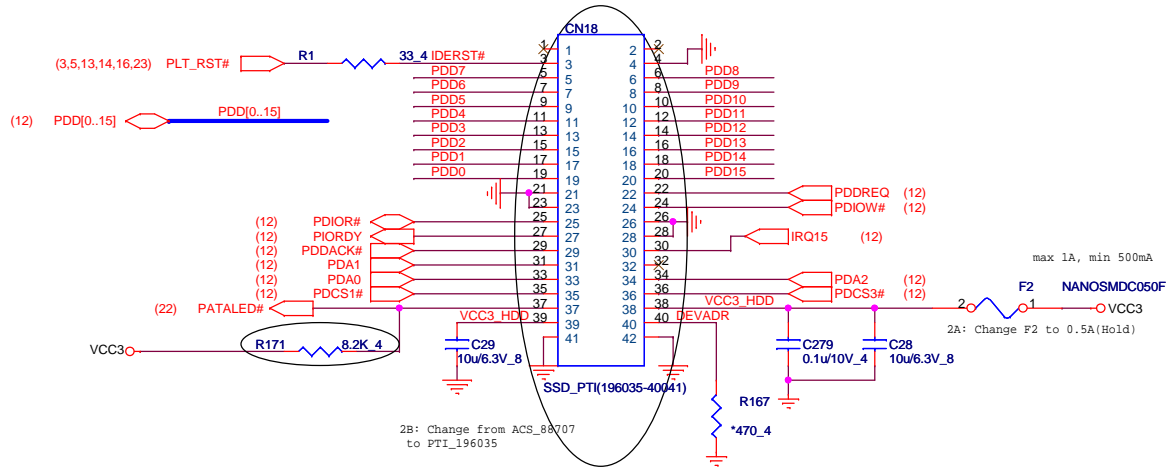 CN18
1 1 2 2
(3,5,13,14,16,23) PLT_RST# R1 33_4 IDERST# 3 3 4 4
PDD7 5 5 6 6 PDD8
PDD6 7 7 8 8 PDD9
PDD5 9 9 10 10 PDD10
(12) PDD[0..15] PDD[0..15] PDD4 11 11 12 12 PDD11
PDD3 13 13 14 14 PDD12
PDD2 15 15 16 16 PDD13
PDD1 17 17 18 18 PDD14
PDD0 19 19 20 20 PDD15
21 21 22 22 PDDREQ (12)
23 23 24 24 PDIOW# (12)
(12) PDIOR# 25 25 26 26
(12) PIORDY 27 27 28 28
(12) PDDACK# 29 29 30 30 IRQ15 (12)
(12) PDA1 31 31 32 32
(12) PDA0 33 33 34 34 PDA2 (12)
(12) PDCS1# 35 35 36 36 PDCS3# (12)
(22) PATALED# 37 37 38 38 VCC3_HDD
VCC_HDD 39 39 40 40 DEVADR
41 41 42 42
max 1A, min 500mA
F2 NANOSMDC050F
2 1 VCC3
2A: Change F2 to 0.5A(Hold)
VCC3 R171 8.2K_4
C29
10u/6.3V_8
C279
0.1u/10V_4
C28
10u/6.3V_8
SSD_PTI(196035-40041)
R167
*470_4
2B: Change from ACS_88707
to PTI_196035